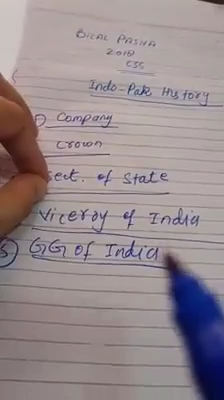 BILAL PASHA
2018
CSS
Indo-Pak History
1) Company
Crown
Sect. of State
Viceroy of India
5) GG of India